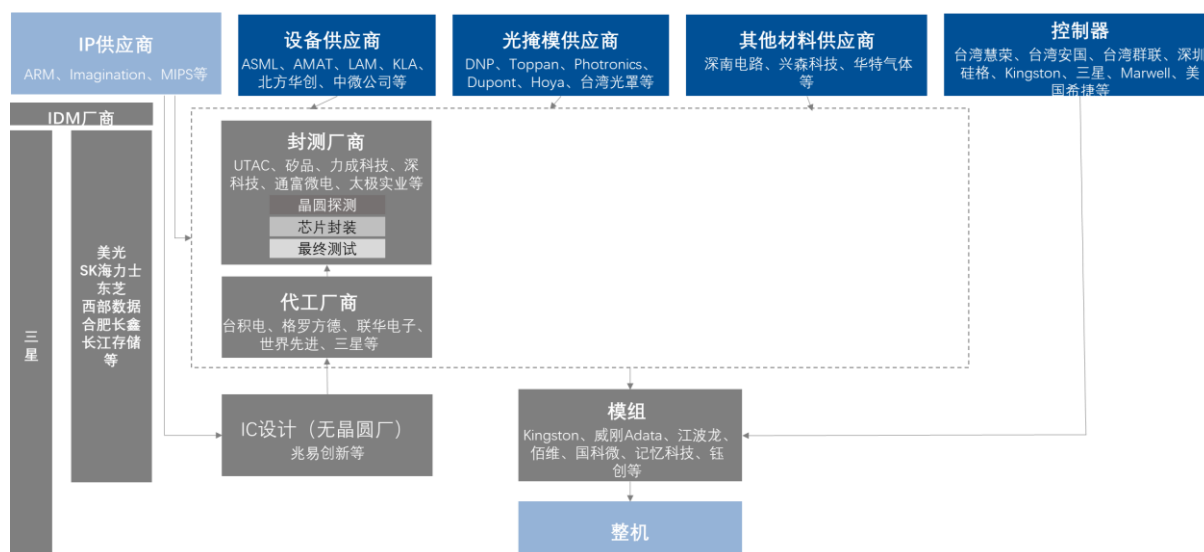 IP供应商
ARM、Imagination、MIPS等
设备供应商
ASML、AMAT、LAM、KLA、
北方华创、中微公司等
光掩模供应商
DNP、Toppan、Photronics、
Dupont、Hoya、台湾光罩等
其他材料供应商
深南电路、兴森科技、华特气体
等
控制器
台湾慧荣、台湾安国、台湾群联、深圳
硅格、Kingston、三星、Marwell、美
国希捷等
IDM厂商
三
星
美光
SK海力士
东芝
西部数据
合肥长鑫
长江存储
等
封测厂商
UTAC、矽品、力成科技、深
科技、通富微电、太极实业等
晶圆探测
芯片封装
最终测试
代工厂商
台积电、格罗方德、联华电子、
世界先进、三星等
IC设计（无晶圆厂）
兆易创新等
模组
Kingston、威刚Adata、江波龙、
佰维、国科微、记忆科技、钰
创等
整机